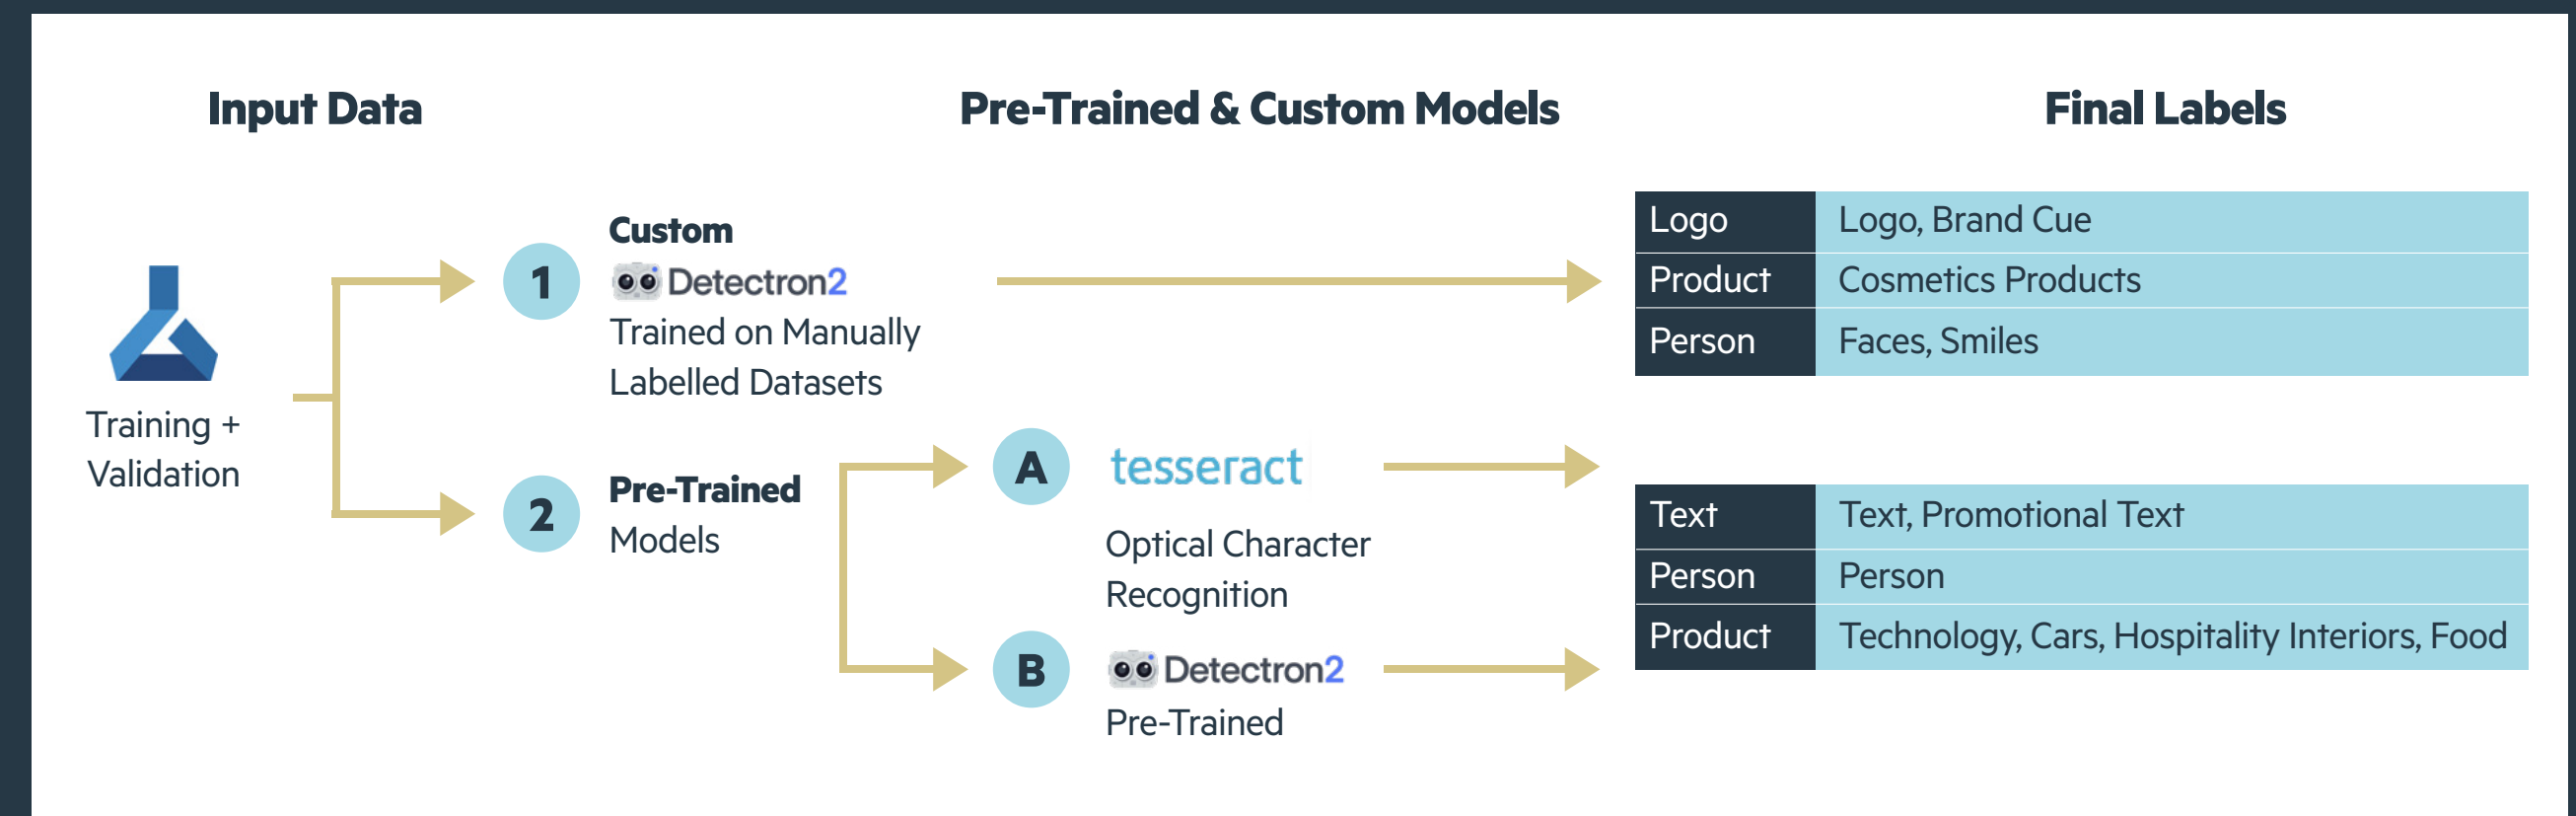 Input Data
Pre-Trained & Custom Models
Final Labels
Training +
Validation
1
Custom
Detectron2
Trained on Manually
Labelled Datasets
2
Pre-Trained
Models
A
tesseract
Optical Character
Recognition
B
Detectron2
Pre-Trained
Logo Logo, Brand Cue
Product Cosmetics Products
Person Faces, Smiles
Text Text, Promotional Text
Person Person
Product Technology, Cars, Hospitality Interiors, Food